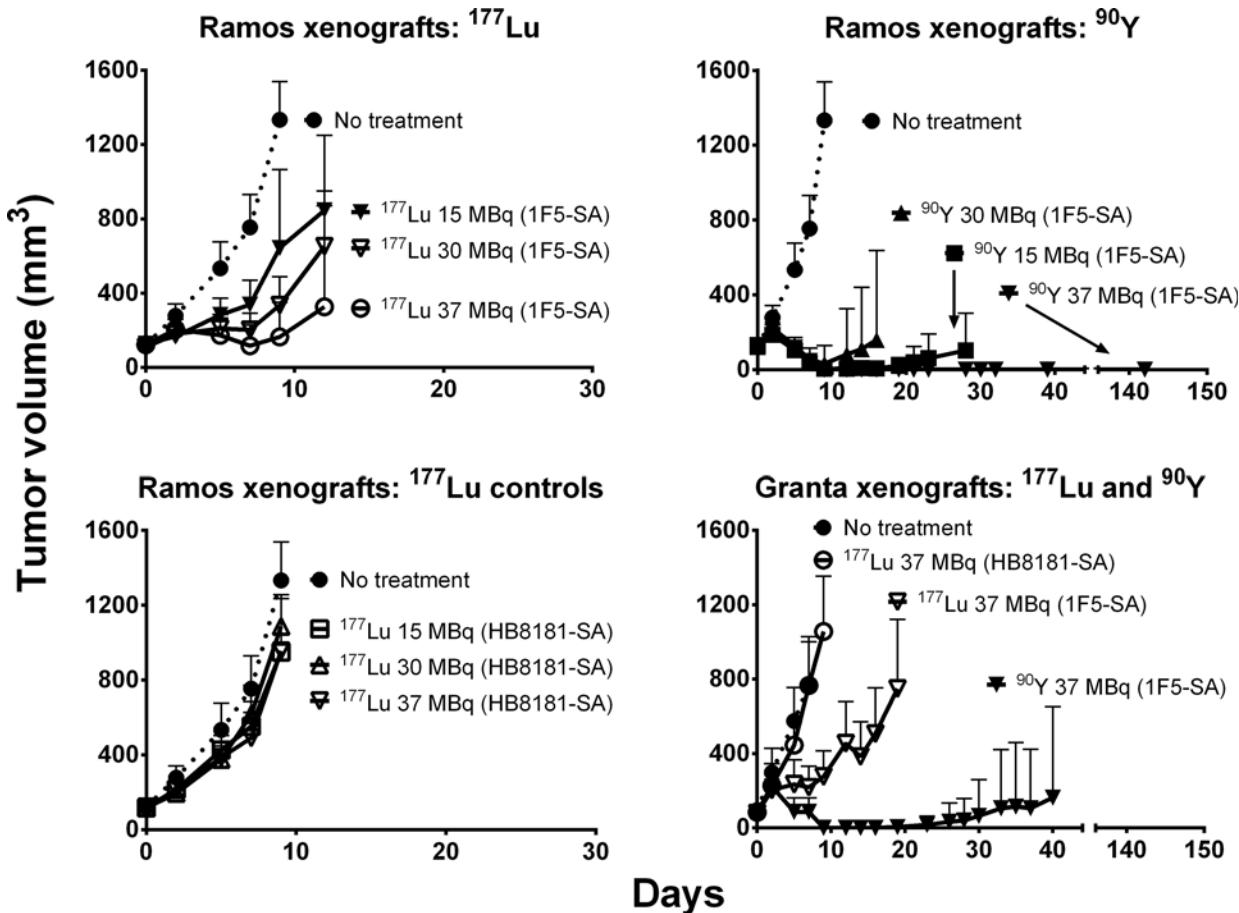 Ramos xenografts: ¹⁷⁷Lu
1600
1200
800
400
0
0 10 20 30
No treatment
¹⁷⁷Lu 15 MBq (1F5-SA)
¹⁷⁷Lu 30 MBq (1F5-SA)
¹⁷⁷Lu 37 MBq (1F5-SA)
Ramos xenografts: ⁹⁰Y
1600
1200
800
400
0
0 10 20 30 40 140 150
No treatment
⁹⁰Y 30 MBq (1F5-SA)
⁹⁰Y 15 MBq (1F5-SA)
⁹⁰Y 37 MBq (1F5-SA)
Tumor volume (mm³)
Ramos xenografts: ¹⁷⁷Lu controls
1600
1200
800
400
0
0 10 20 30
No treatment
¹⁷⁷Lu 15 MBq (HB8181-SA)
¹⁷⁷Lu 30 MBq (HB8181-SA)
¹⁷⁷Lu 37 MBq (HB8181-SA)
Granta xenografts: ¹⁷⁷Lu and ⁹⁰Y
1600
1200
800
400
0
0 10 20 30 40 140 150
No treatment
¹⁷⁷Lu 37 MBq (HB8181-SA)
¹⁷⁷Lu 37 MBq (1F5-SA)
⁹⁰Y 37 MBq (1F5-SA)
Days